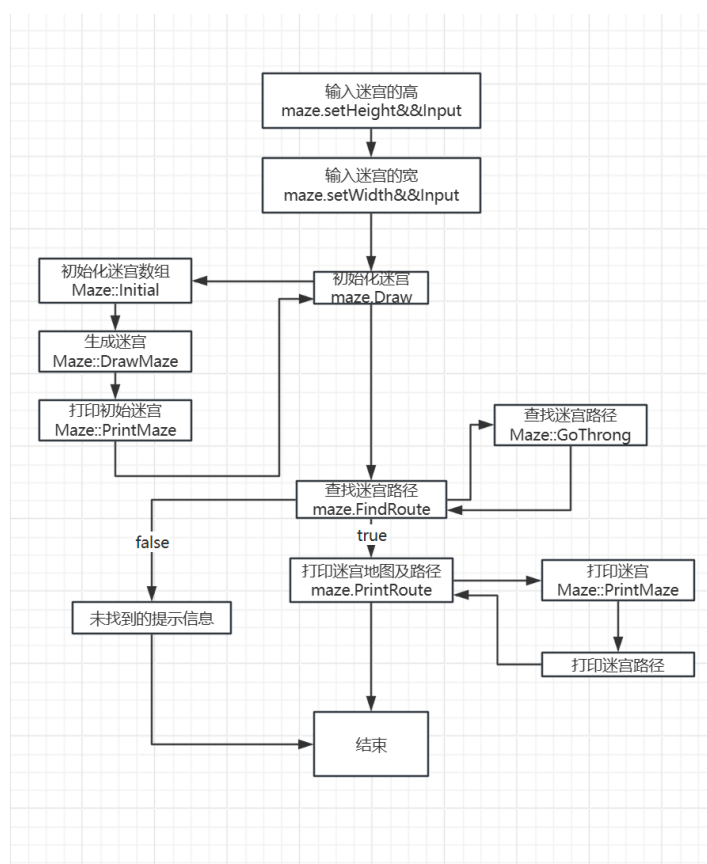 输入迷宫的高
maze.setHeight&&Input
输入迷宫的宽
maze.setWidth&&Input
初始化迷宫数组
Maze::Initial
初始化迷宫
maze.Draw
生成迷宫
Maze::DrawMaze
打印初始迷宫
Maze::PrintMaze
查找迷宫路径
Maze::GoThrong
查找迷宫路径
maze.FindRoute
false
true
打印迷宫地图及路径
maze.PrintRoute
打印迷宫
Maze::PrintMaze
未找到的提示信息
打印迷宫路径
结束